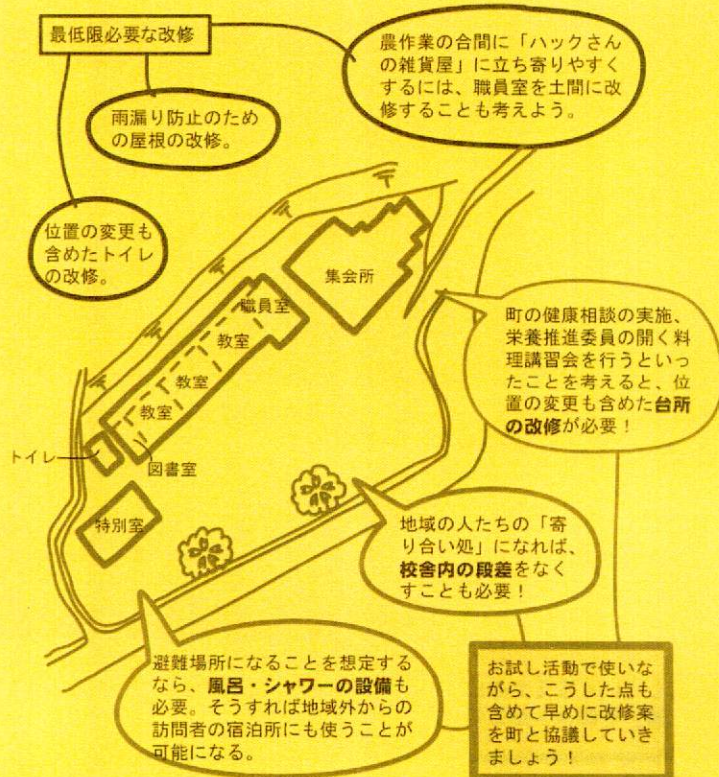 最低限必要な改修
農作業の合間に「ハックさん
の雑貨屋」に立ち寄りやすく
するには、職員室を土間に改
修することも考えよう。
雨漏り防止のため
の屋根の改修。
位置の変更も
含めたトイレ
の改修。
集会所
職員室
教室
教室
教室
トイレ
図書室
特別室
町の健康相談の実施、
栄養推進委員の開く料
理講習会を行うといっ
たことを考えると、位
置の変更も含めた台所
の改修が必要！
地域の人たちの「寄
り合い処」になれば、
校舎内の段差をなく
すことも必要！
避難場所になることを想定する
なら、風呂・シャワーの設備も
必要。そうすれば地域外からの
訪問者の宿泊所にも使うことが
可能になる。
お試し活動で使いな
がら、こうした点も
含めて早めに改修案
を町と協議していき
ましょう！